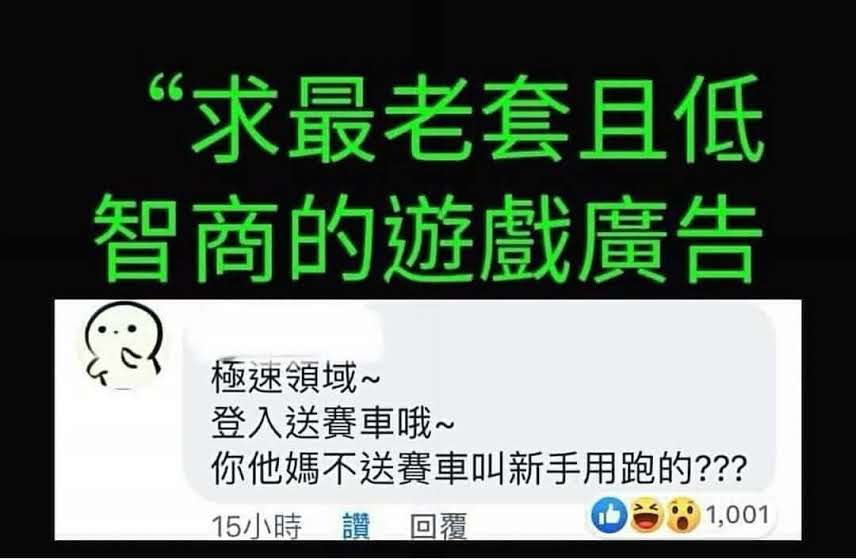 “求最老套且低
智商的遊戲廣告
極速領域~
登入送賽車哦~
你他媽不送賽車叫新手用跑的???
15小時 讚 回覆 1,001